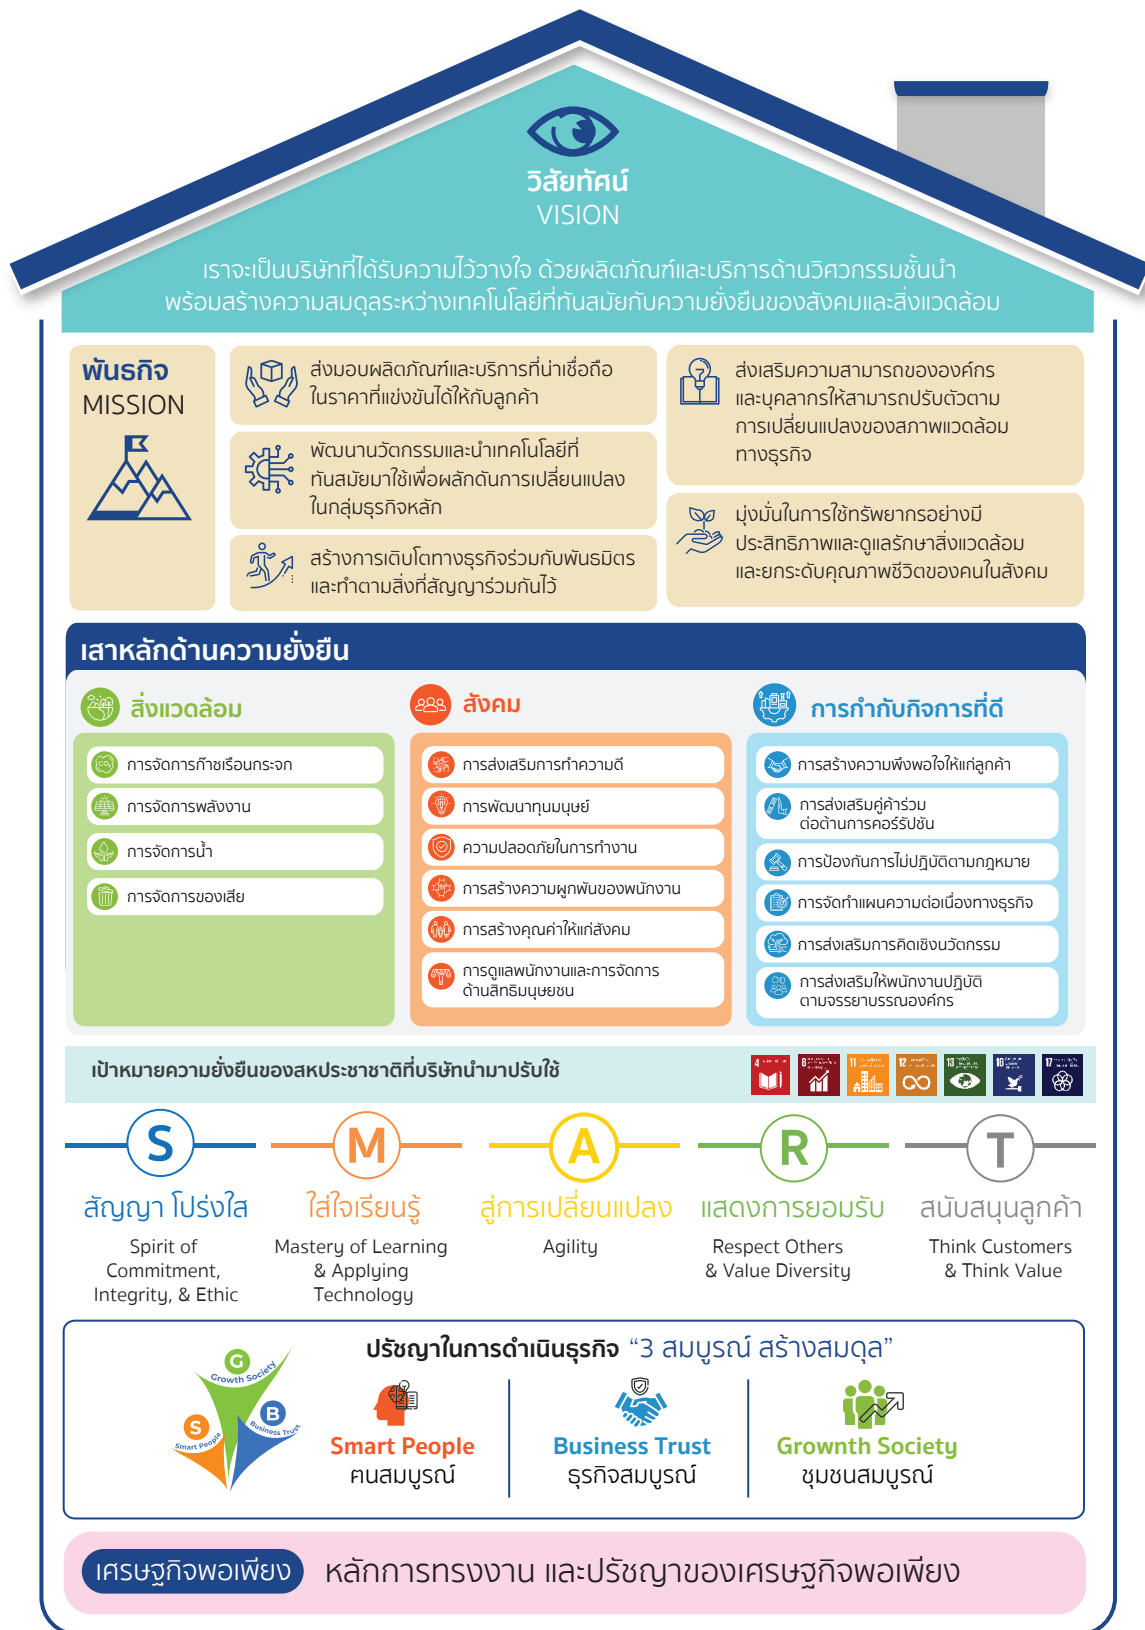 วิสัยทัศน์
VISION
เราจะเป็นบริษัทที่ได้รับความไว้วางใจ ด้วยผลิตภัณฑ์และบริการด้านวิศวกรรมชั้นนำ
พร้อมสร้างความสมดุลระหว่างเทคโนโลยีที่ทันสมัยกับความยั่งยืนของสังคมและสิ่งแวดล้อม
พันธกิจ
MISSION
ส่งมอบผลิตภัณฑ์และบริการที่น่าเชื่อถือ
ในราคาที่แข่งขันได้ให้กับลูกค้า
พัฒนานวัตกรรมและนำเทคโนโลยีที่
ทันสมัยมาใช้เพื่อผลักดันการเปลี่ยนแปลง
ในกลุ่มธุรกิจหลัก
สร้างการเติบโตทางธุรกิจร่วมกับพันธมิตร
และทำตามสิ่งที่สัญญาร่วมกันไว้
ส่งเสริมความสามารถขององค์กร
และบุคลากรให้สามารถปรับตัวตาม
การเปลี่ยนแปลงของสภาพแวดล้อม
ทางธุรกิจ
มุ่งมั่นในการใช้ทรัพยากรอย่างมี
ประสิทธิภาพและดูแลรักษาสิ่งแวดล้อม
และยกระดับคุณภาพชีวิตของคนในสังคม
เสาหลักด้านความยั่งยืน
สิ่งแวดล้อม
การจัดการก๊าซเรือนกระจก
การจัดการพลังงาน
การจัดการน้ำ
การจัดการของเสีย
สังคม
การส่งเสริมการทำความดี
การพัฒนาทุนมนุษย์
ความปลอดภัยในการทำงาน
การสร้างความผูกพันของพนักงาน
การสร้างคุณค่าให้แก่สังคม
การดูแลพนักงานและการจัดการ
ด้านสิทธิมนุษยชน
การกำกับกิจการที่ดี
การสร้างความพึงพอใจให้แก่ลูกค้า
การส่งเสริมคู่ค้าร่วม
ต่อต้านการคอร์รัปชัน
การป้องกันการไม่ปฏิบัติตามกฎหมาย
การจัดทำแผนความต่อเนื่องทางธุรกิจ
การส่งเสริมการคิดเชิงนวัตกรรม
การส่งเสริมให้พนักงานปฏิบัติ
ตามจรรยาบรรณองค์กร
เป้าหมายความยั่งยืนของสหประชาชาติที่บริษัทนำมาปรับใช้
4 8 11 12 13 16 17
S
สัญญา โปร่งใส
Spirit of
Commitment,
Integrity, & Ethic
M
ใส่ใจเรียนรู้
Mastery of Learning
& Applying
Technology
A
สู่การเปลี่ยนแปลง
Agility
R
แสดงการยอมรับ
Respect Others
& Value Diversity
T
สนับสนุนลูกค้า
Think Customers
& Think Value
ปรัชญาในการดำเนินธุรกิจ “3 สมบูรณ์ สร้างสมดุล”
G
Growth Society
S
Smart People
B
Business Trust
Smart People
คนสมบูรณ์
Business Trust
ธุรกิจสมบูรณ์
Grownth Society
ชุมชนสมบูรณ์
เศรษฐกิจพอเพียง หลักการทรงงาน และปรัชญาของเศรษฐกิจพอเพียง